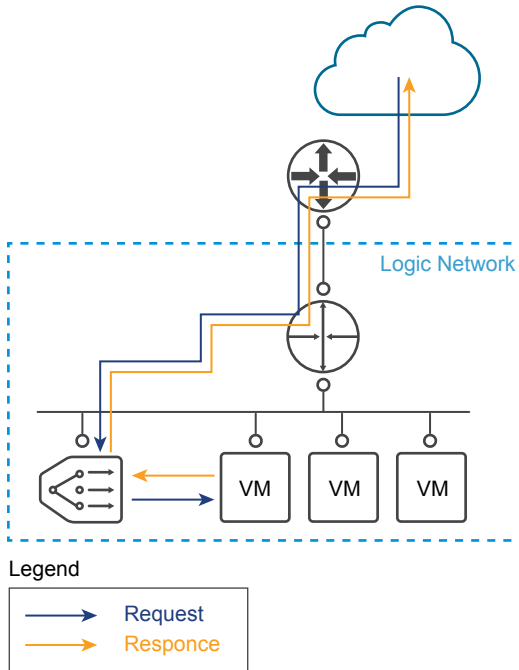 Logic Network
VM
VM
VM
Legend
Request
Responce